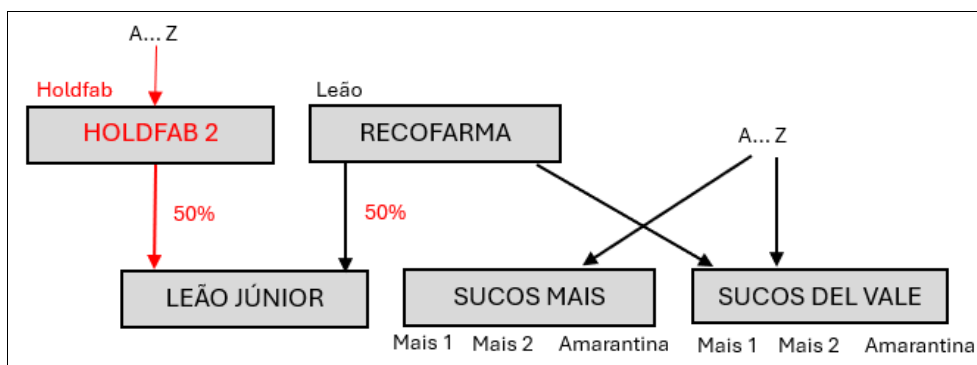 A... Z
Holdfab
Leão
HOLDFAB 2
RECOFARMA
A... Z
50%
50%
LEÃO JÚNIOR
SUCOS MAIS
SUCOS DEL VALE
Mais 1 Mais 2 Amarantina
Mais 1 Mais 2 Amarantina